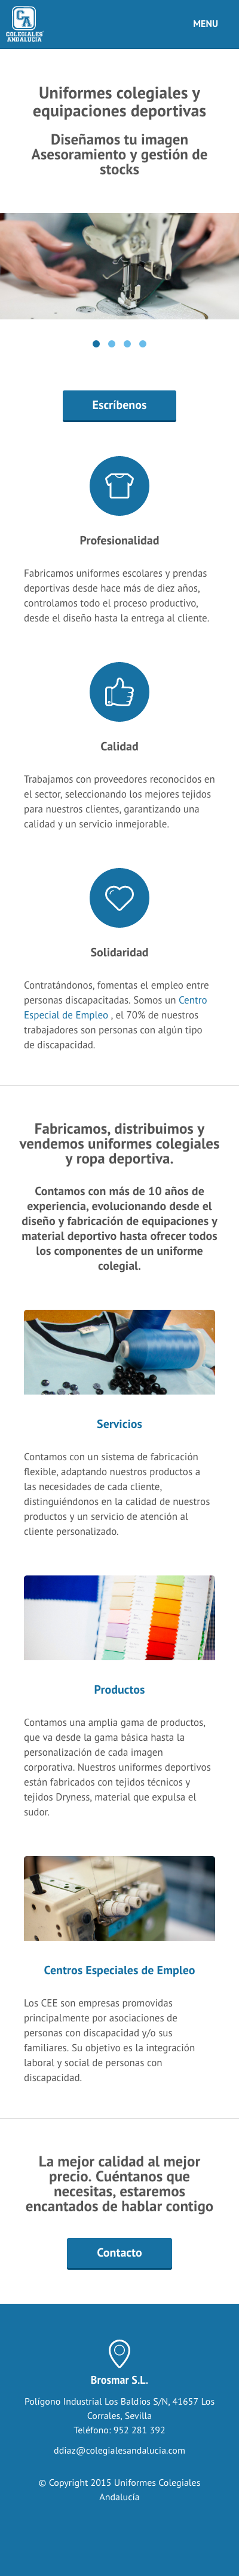 CA
COLEGIALES
ANDALUCÍA
MENU
Uniformes colegiales y
equipaciones deportivas
Diseñamos tu imagen
Asesoramiento y gestión de
stocks
Escríbenos
Profesionalidad
Fabricamos uniformes escolares y prendas
deportivas desde hace más de diez años,
controlamos todo el proceso productivo,
desde el diseño hasta la entrega al cliente.
Calidad
Trabajamos con proveedores reconocidos en
el sector, seleccionando los mejores tejidos
para nuestros clientes, garantizando una
calidad y un servicio inmejorable.
Solidaridad
Contratándonos, fomentas el empleo entre
personas discapacitadas. Somos un Centro
Especial de Empleo , el 70% de nuestros
trabajadores son personas con algún tipo
de discapacidad.
Fabricamos, distribuimos y
vendemos uniformes colegiales
y ropa deportiva.
Contamos con más de 10 años de
experiencia, evolucionando desde el
diseño y fabricación de equipaciones y
material deportivo hasta ofrecer todos
los componentes de un uniforme
colegial.
Servicios
Contamos con un sistema de fabricación
flexible, adaptando nuestros productos a
las necesidades de cada cliente,
distinguiéndonos en la calidad de nuestros
productos y un servicio de atención al
cliente personalizado.
Productos
Contamos una amplia gama de productos,
que va desde la gama básica hasta la
personalización de cada imagen
corporativa. Nuestros uniformes deportivos
están fabricados con tejidos técnicos y
tejidos Dryness, material que expulsa el
sudor.
Centros Especiales de Empleo
Los CEE son empresas promovidas
principalmente por asociaciones de
personas con discapacidad y/o sus
familiares. Su objetivo es la integración
laboral y social de personas con
discapacidad.
La mejor calidad al mejor
precio. Cuéntanos que
necesitas, estaremos
encantados de hablar contigo
Contacto
Brosmar S.L.
Polígono Industrial Los Baldíos S/N, 41657 Los
Corrales, Sevilla
Teléfono: 952 281 392
ddiaz@colegialesandalucia.com
© Copyright 2015 Uniformes Colegiales
Andalucía